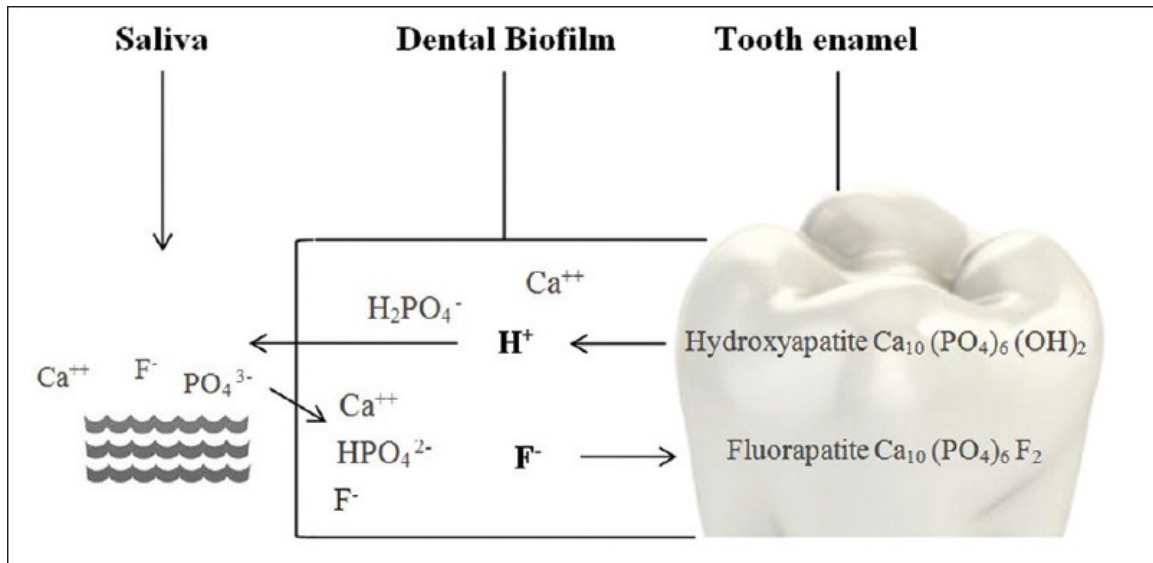 Saliva
Dental Biofilm
Tooth enamel
Ca⁺⁺
H₂PO₄⁻
H⁺
Hydroxyapatite Ca₁₀ (PO₄)₆ (OH)₂
Ca⁺⁺
F⁻
PO₄³⁻
Ca⁺⁺
HPO₄²⁻
F⁻
Fluorapatite Ca₁₀ (PO₄)₆ F₂
F⁻